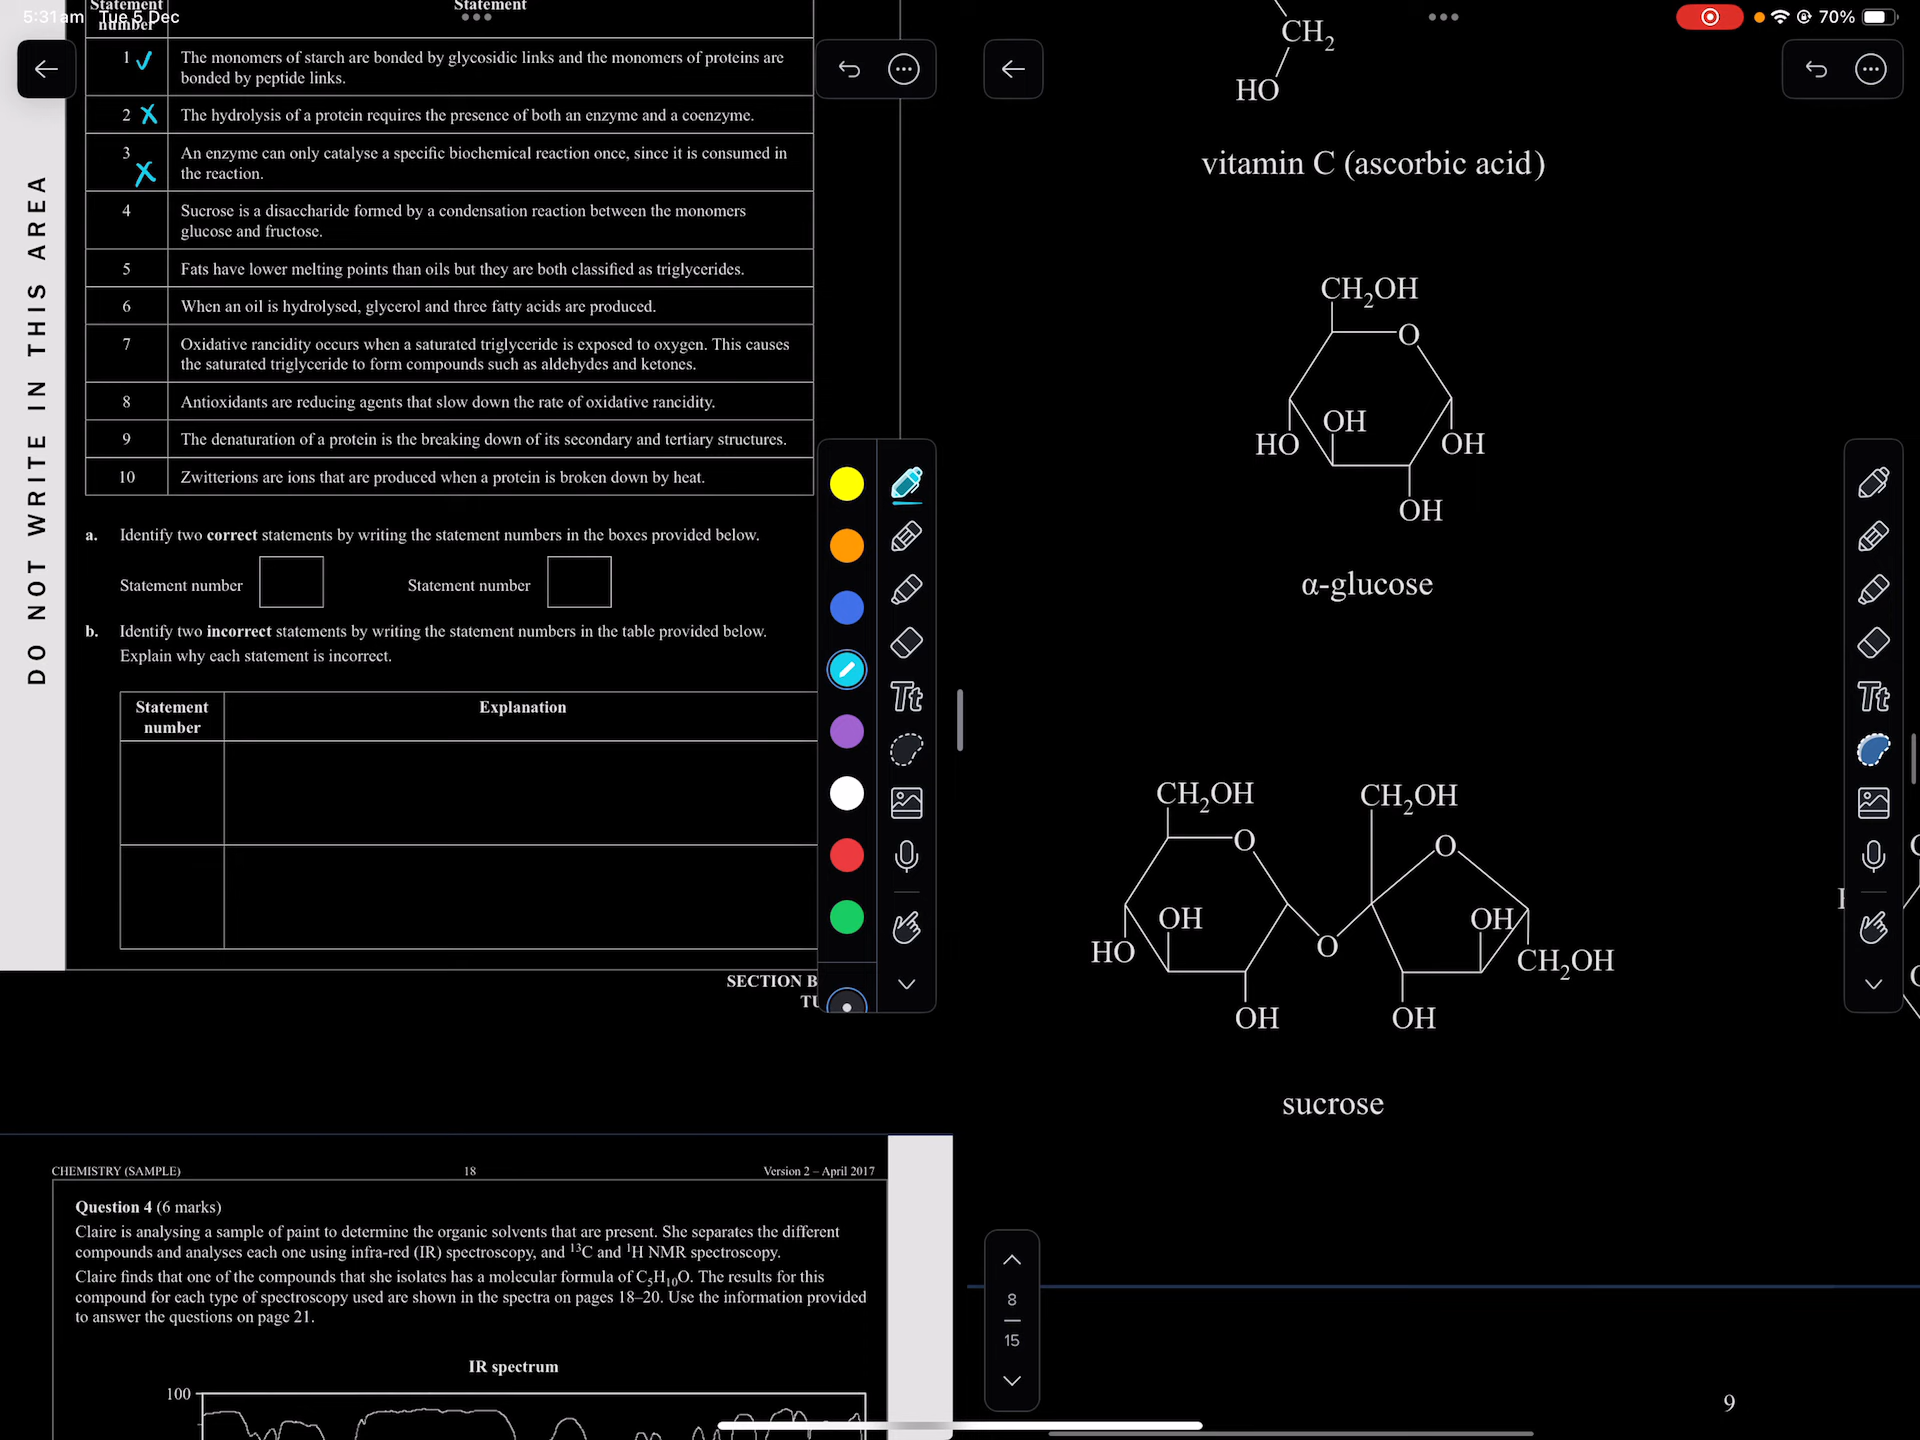 5:31am Tue 5 Dec
70%
DO NOT WRITE IN THIS AREA
Statement number
Statement
1 The monomers of starch are bonded by glycosidic links and the monomers of proteins are
bonded by peptide links.
2 The hydrolysis of a protein requires the presence of both an enzyme and a coenzyme.
3 An enzyme can only catalyse a specific biochemical reaction once, since it is consumed in
the reaction.
4 Sucrose is a disaccharide formed by a condensation reaction between the monomers
glucose and fructose.
5 Fats have lower melting points than oils but they are both classified as triglycerides.
6 When an oil is hydrolysed, glycerol and three fatty acids are produced.
7 Oxidative rancidity occurs when a saturated triglyceride is exposed to oxygen. This causes
the saturated triglyceride to form compounds such as aldehydes and ketones.
8 Antioxidants are reducing agents that slow down the rate of oxidative rancidity.
9 The denaturation of a protein is the breaking down of its secondary and tertiary structures.
10 Zwitterions are ions that are produced when a protein is broken down by heat.
a. Identify two correct statements by writing the statement numbers in the boxes provided below.
Statement number
Statement number
b. Identify two incorrect statements by writing the statement numbers in the table provided below.
Explain why each statement is incorrect.
Statement
number
Explanation
SECTION B
Tt
CHEMISTRY (SAMPLE)
18
Version 2 – April 2017
Question 4 (6 marks)
Claire is analysing a sample of paint to determine the organic solvents that are present. She separates the different
compounds and analyses each one using infra-red (IR) spectroscopy, and ¹³C and ¹H NMR spectroscopy.
Claire finds that one of the compounds that she isolates has a molecular formula of C₅H₁₀O. The results for this
compound for each type of spectroscopy used are shown in the spectra on pages 18–20. Use the information provided
to answer the questions on page 21.
IR spectrum
100
CH₂
HO
vitamin C (ascorbic acid)
CH₂OH
O
OH
HO
OH
OH
α-glucose
CH₂OH
CH₂OH
O
O
OH
OH
HO
O
CH₂OH
OH
OH
sucrose
Tt
8
15
9